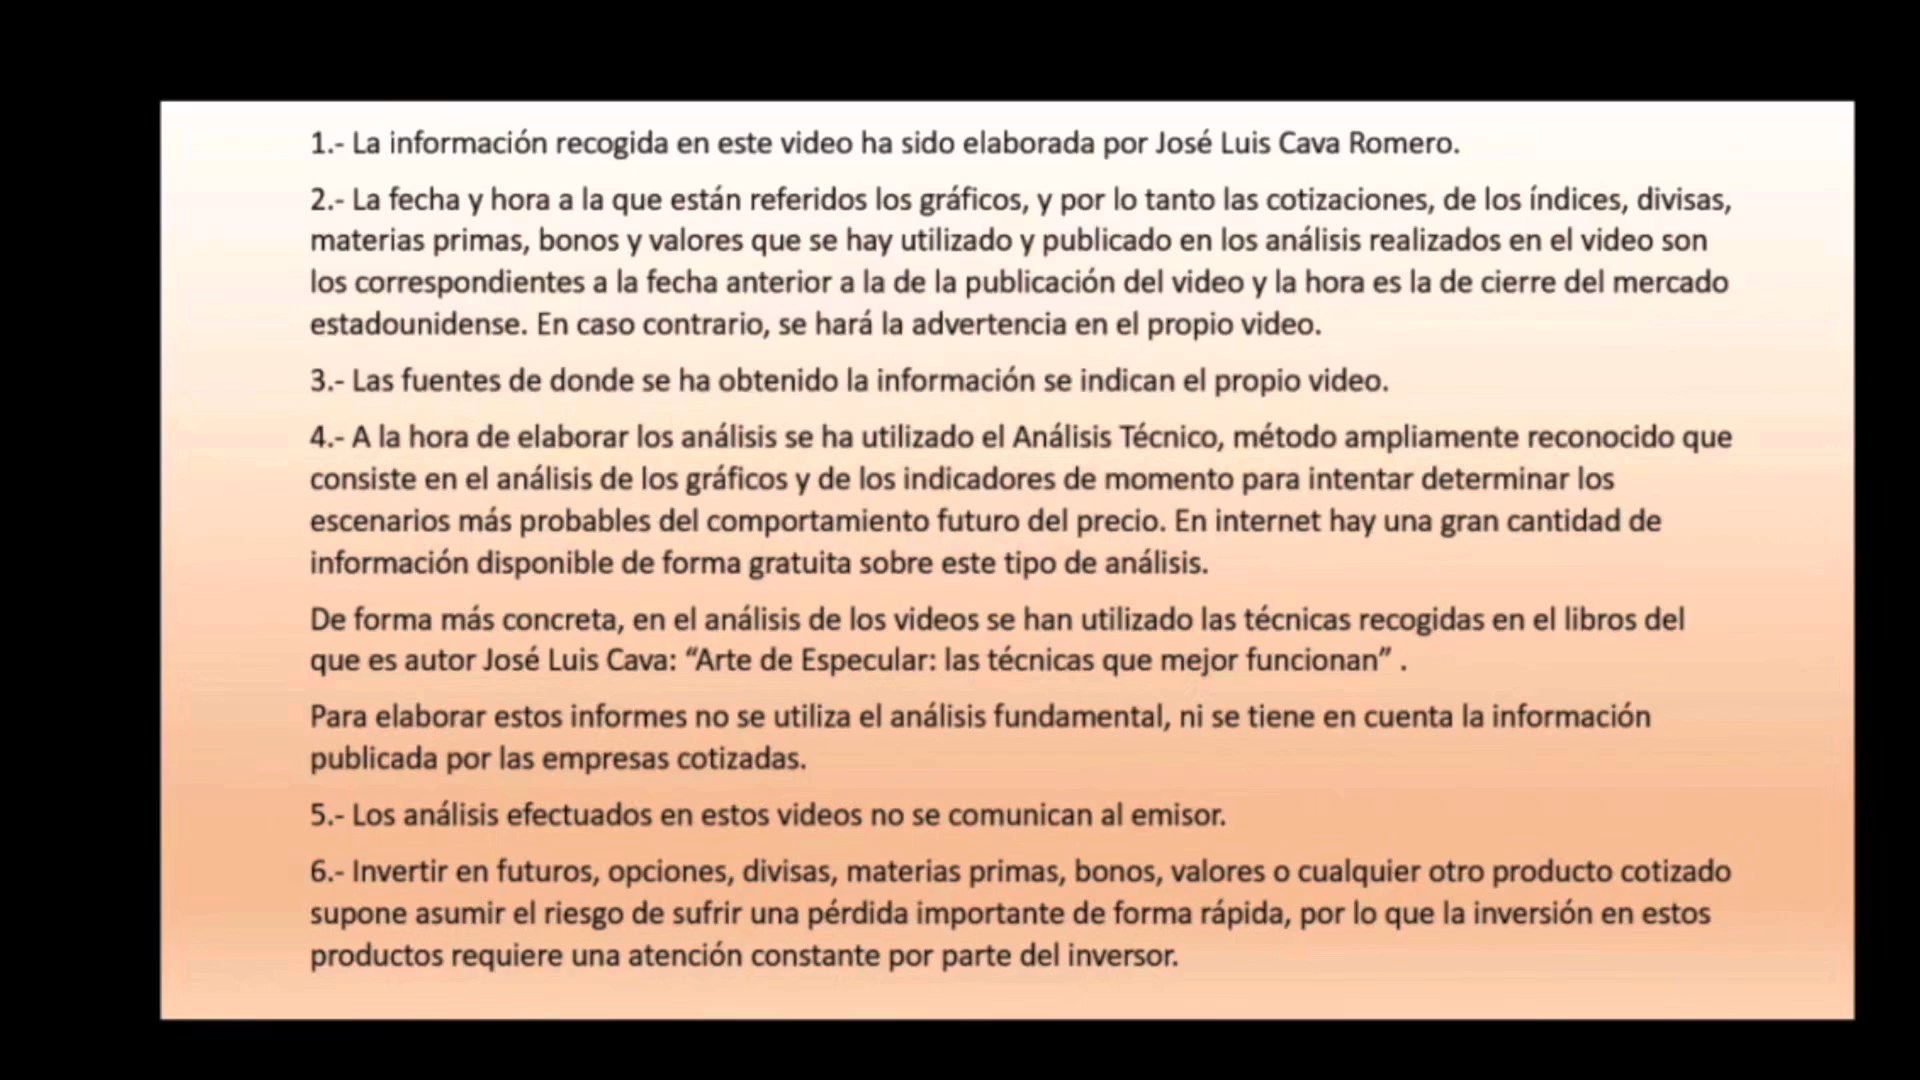 1.- La información recogida en este video ha sido elaborada por José Luis Cava Romero.
2.- La fecha y hora a la que están referidos los gráficos, y por lo tanto las cotizaciones, de los índices, divisas,
materias primas, bonos y valores que se hay utilizado y publicado en los análisis realizados en el video son
los correspondientes a la fecha anterior a la de la publicación del video y la hora es la de cierre del mercado
estadounidense. En caso contrario, se hará la advertencia en el propio video.
3.- Las fuentes de donde se ha obtenido la información se indican el propio video.
4.- A la hora de elaborar los análisis se ha utilizado el Análisis Técnico, método ampliamente reconocido que
consiste en el análisis de los gráficos y de los indicadores de momento para intentar determinar los
escenarios más probables del comportamiento futuro del precio. En internet hay una gran cantidad de
información disponible de forma gratuita sobre este tipo de análisis.
De forma más concreta, en el análisis de los videos se han utilizado las técnicas recogidas en el libros del
que es autor José Luis Cava: “Arte de Especular: las técnicas que mejor funcionan” .
Para elaborar estos informes no se utiliza el análisis fundamental, ni se tiene en cuenta la información
publicada por las empresas cotizadas.
5.- Los análisis efectuados en estos videos no se comunican al emisor.
6.- Invertir en futuros, opciones, divisas, materias primas, bonos, valores o cualquier otro producto cotizado
supone asumir el riesgo de sufrir una pérdida importante de forma rápida, por lo que la inversión en estos
productos requiere una atención constante por parte del inversor.